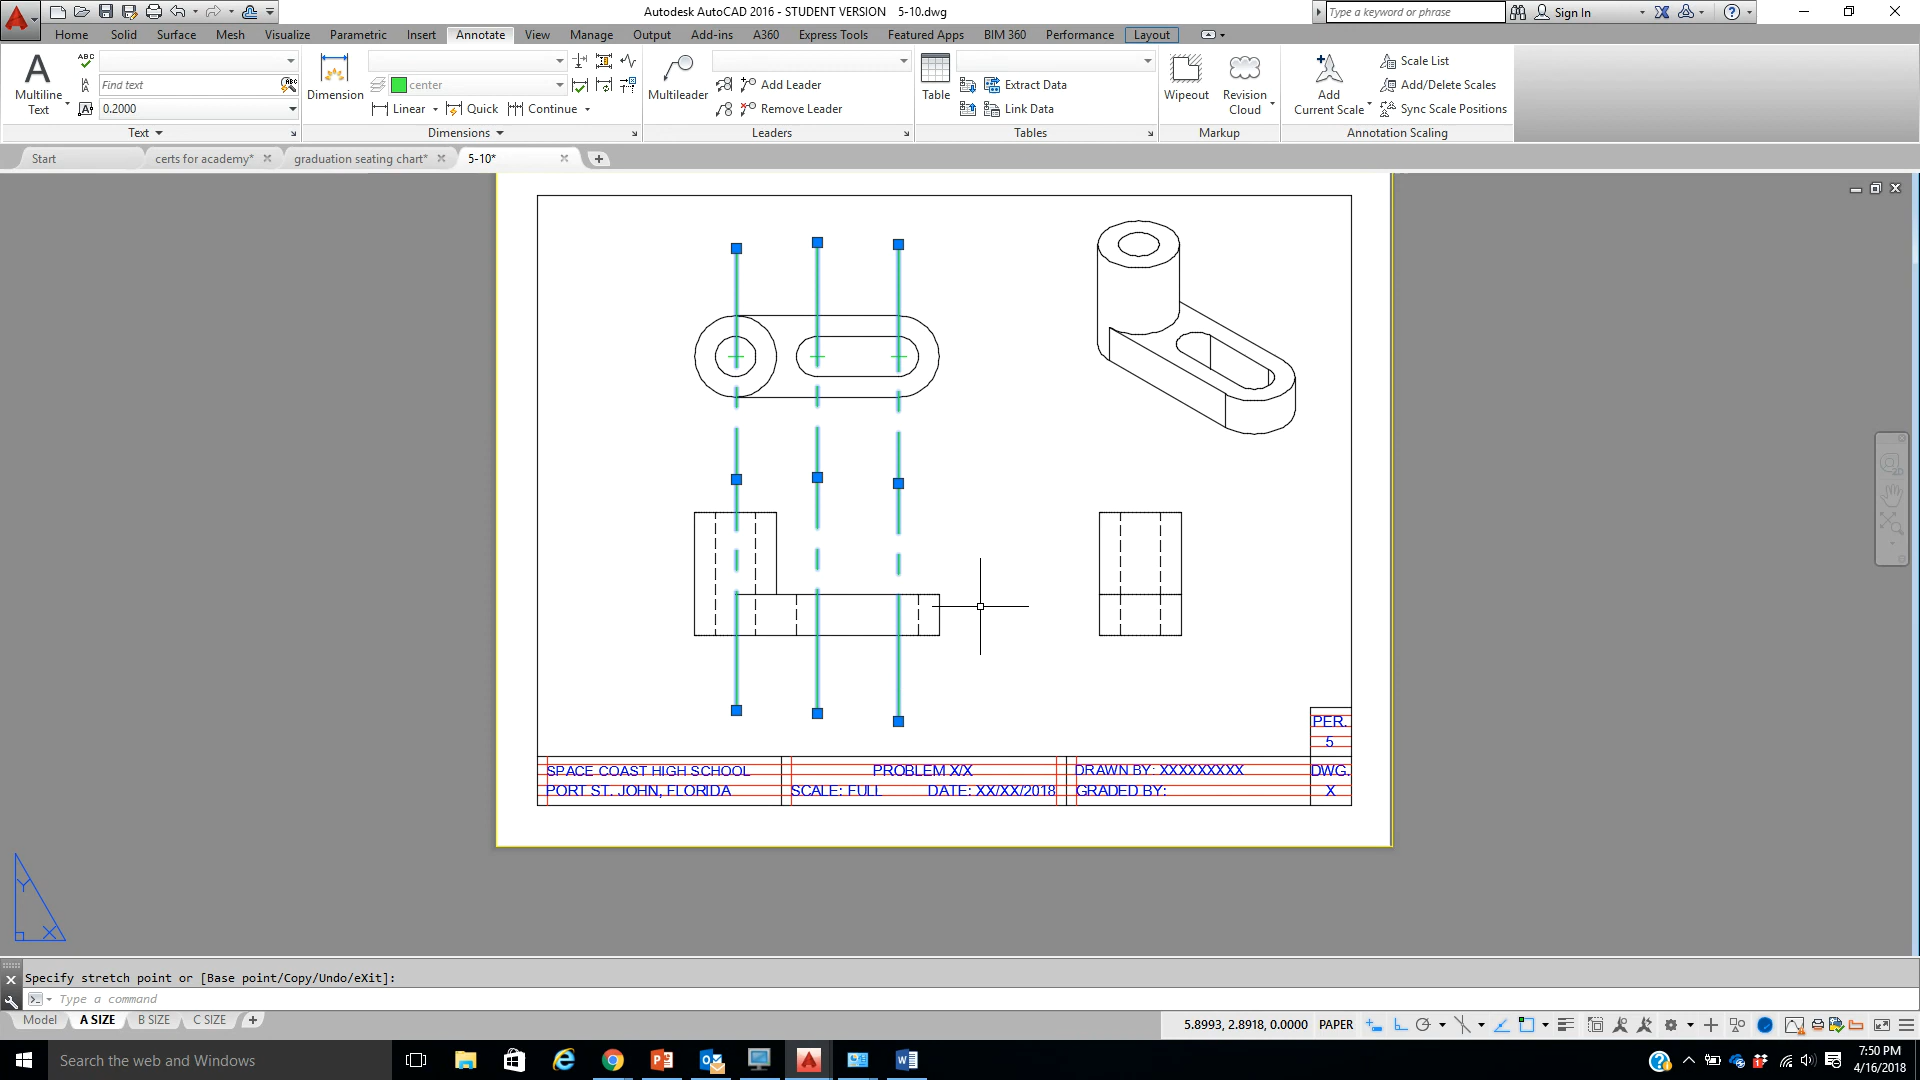 Autodesk AutoCAD 2016 - STUDENT VERSION 5-10.dwg
Type a keyword or phrase
Sign In
Home Solid Surface Mesh Visualize Parametric Insert Annotate View Manage Output Add-ins A360 Express Tools Featured Apps BIM 360 Performance Layout
Multiline Text
Find text
0.2000
Text
Dimension
center
Linear Quick Continue
Dimensions
Multileader
Add Leader
Remove Leader
Leaders
Table
Extract Data
Link Data
Tables
Wipeout
Revision Cloud
Markup
Add Current Scale
Scale List
Add/Delete Scales
Sync Scale Positions
Annotation Scaling
Start certs for academy* graduation seating chart* 5-10*
PER.
5
SPACE COAST HIGH SCHOOL PROBLEM X/X DRAWN BY: XXXXXXXXX DWG.
PORT ST. JOHN, FLORIDA SCALE: FULL DATE: XX/XX/2018 GRADED BY: X
Y
X
Specify stretch point or [Base point/Copy/Undo/eXit]:
Type a command
Model A SIZE B SIZE C SIZE
5.8993, 2.8918, 0.0000 PAPER
Search the web and Windows
7:50 PM
4/16/2018